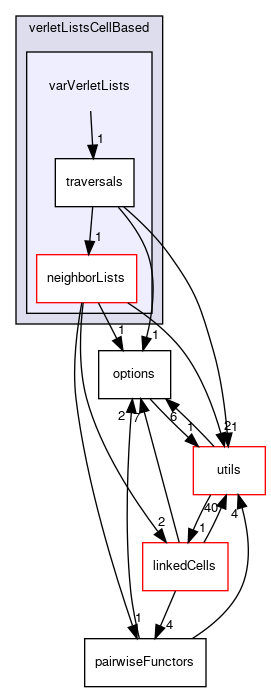 verletListsCellBased
varVerletLists
1
traversals
1
neighborLists
1
1
options
2
7
6
1
21
utils
2
40
1
4
linkedCells
1
4
pairwiseFunctors